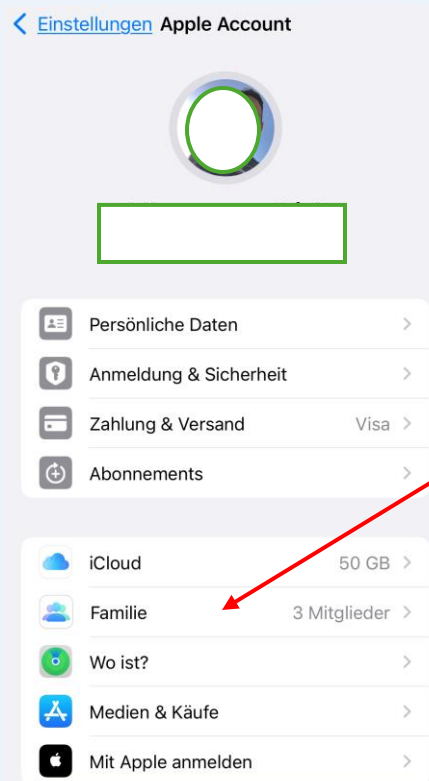 Einstellungen Apple Account
Persönliche Daten
Anmeldung & Sicherheit
Zahlung & Versand Visa
Abonnements
iCloud 50 GB
Familie 3 Mitglieder
Wo ist?
Medien & Käufe
Mit Apple anmelden